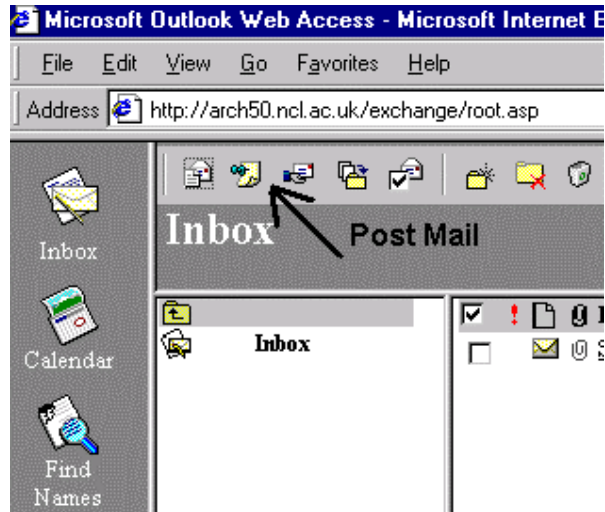 Microsoft Outlook Web Access - Microsoft Internet E
File Edit View Go Favorites Help
Address http://arch50.ncl.ac.uk/exchange/root.asp
Inbox
Post Mail
Inbox
Calendar
Find
Names
Inbox